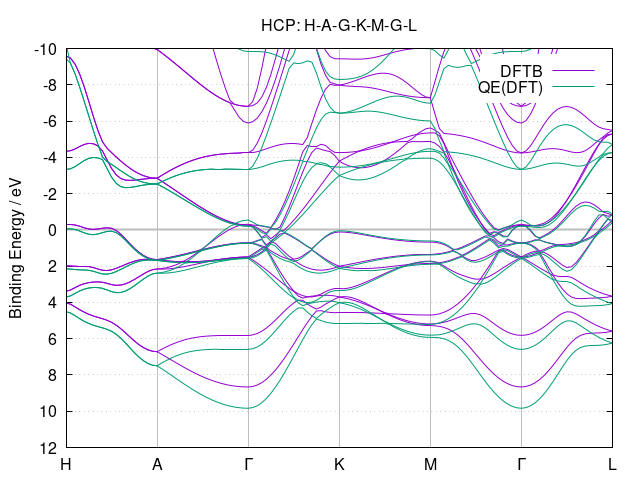 HCP: H-A-G-K-M-G-L
-10
DFTB
-8
QE(DFT)
-6
-4
-2
0
2
4
6
8
10
12
Binding Energy / eV
H A Γ K M Γ L